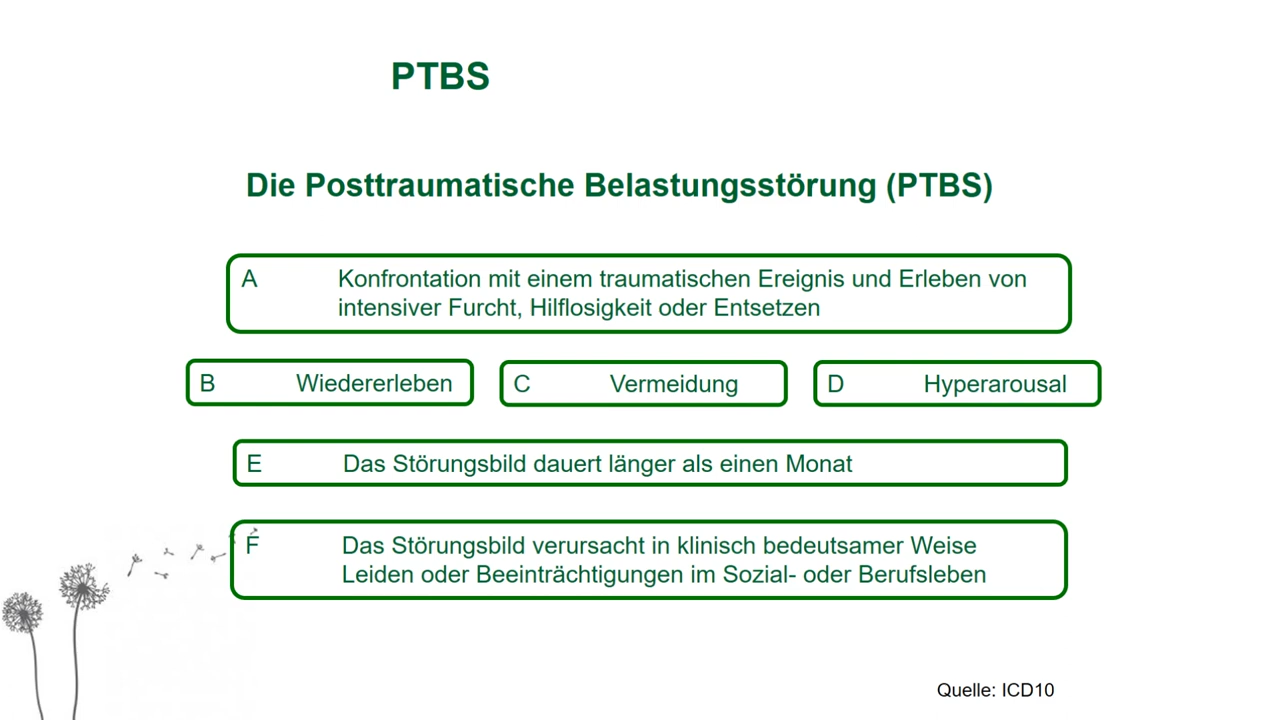 PTBS
Die Posttraumatische Belastungsstörung (PTBS)
A Konfrontation mit einem traumatischen Ereignis und Erleben von
intensiver Furcht, Hilflosigkeit oder Entsetzen
B Wiedererleben
C Vermeidung
D Hyperarousal
E Das Störungsbild dauert länger als einen Monat
F Das Störungsbild verursacht in klinisch bedeutsamer Weise
Leiden oder Beeinträchtigungen im Sozial- oder Berufsleben
Quelle: ICD10